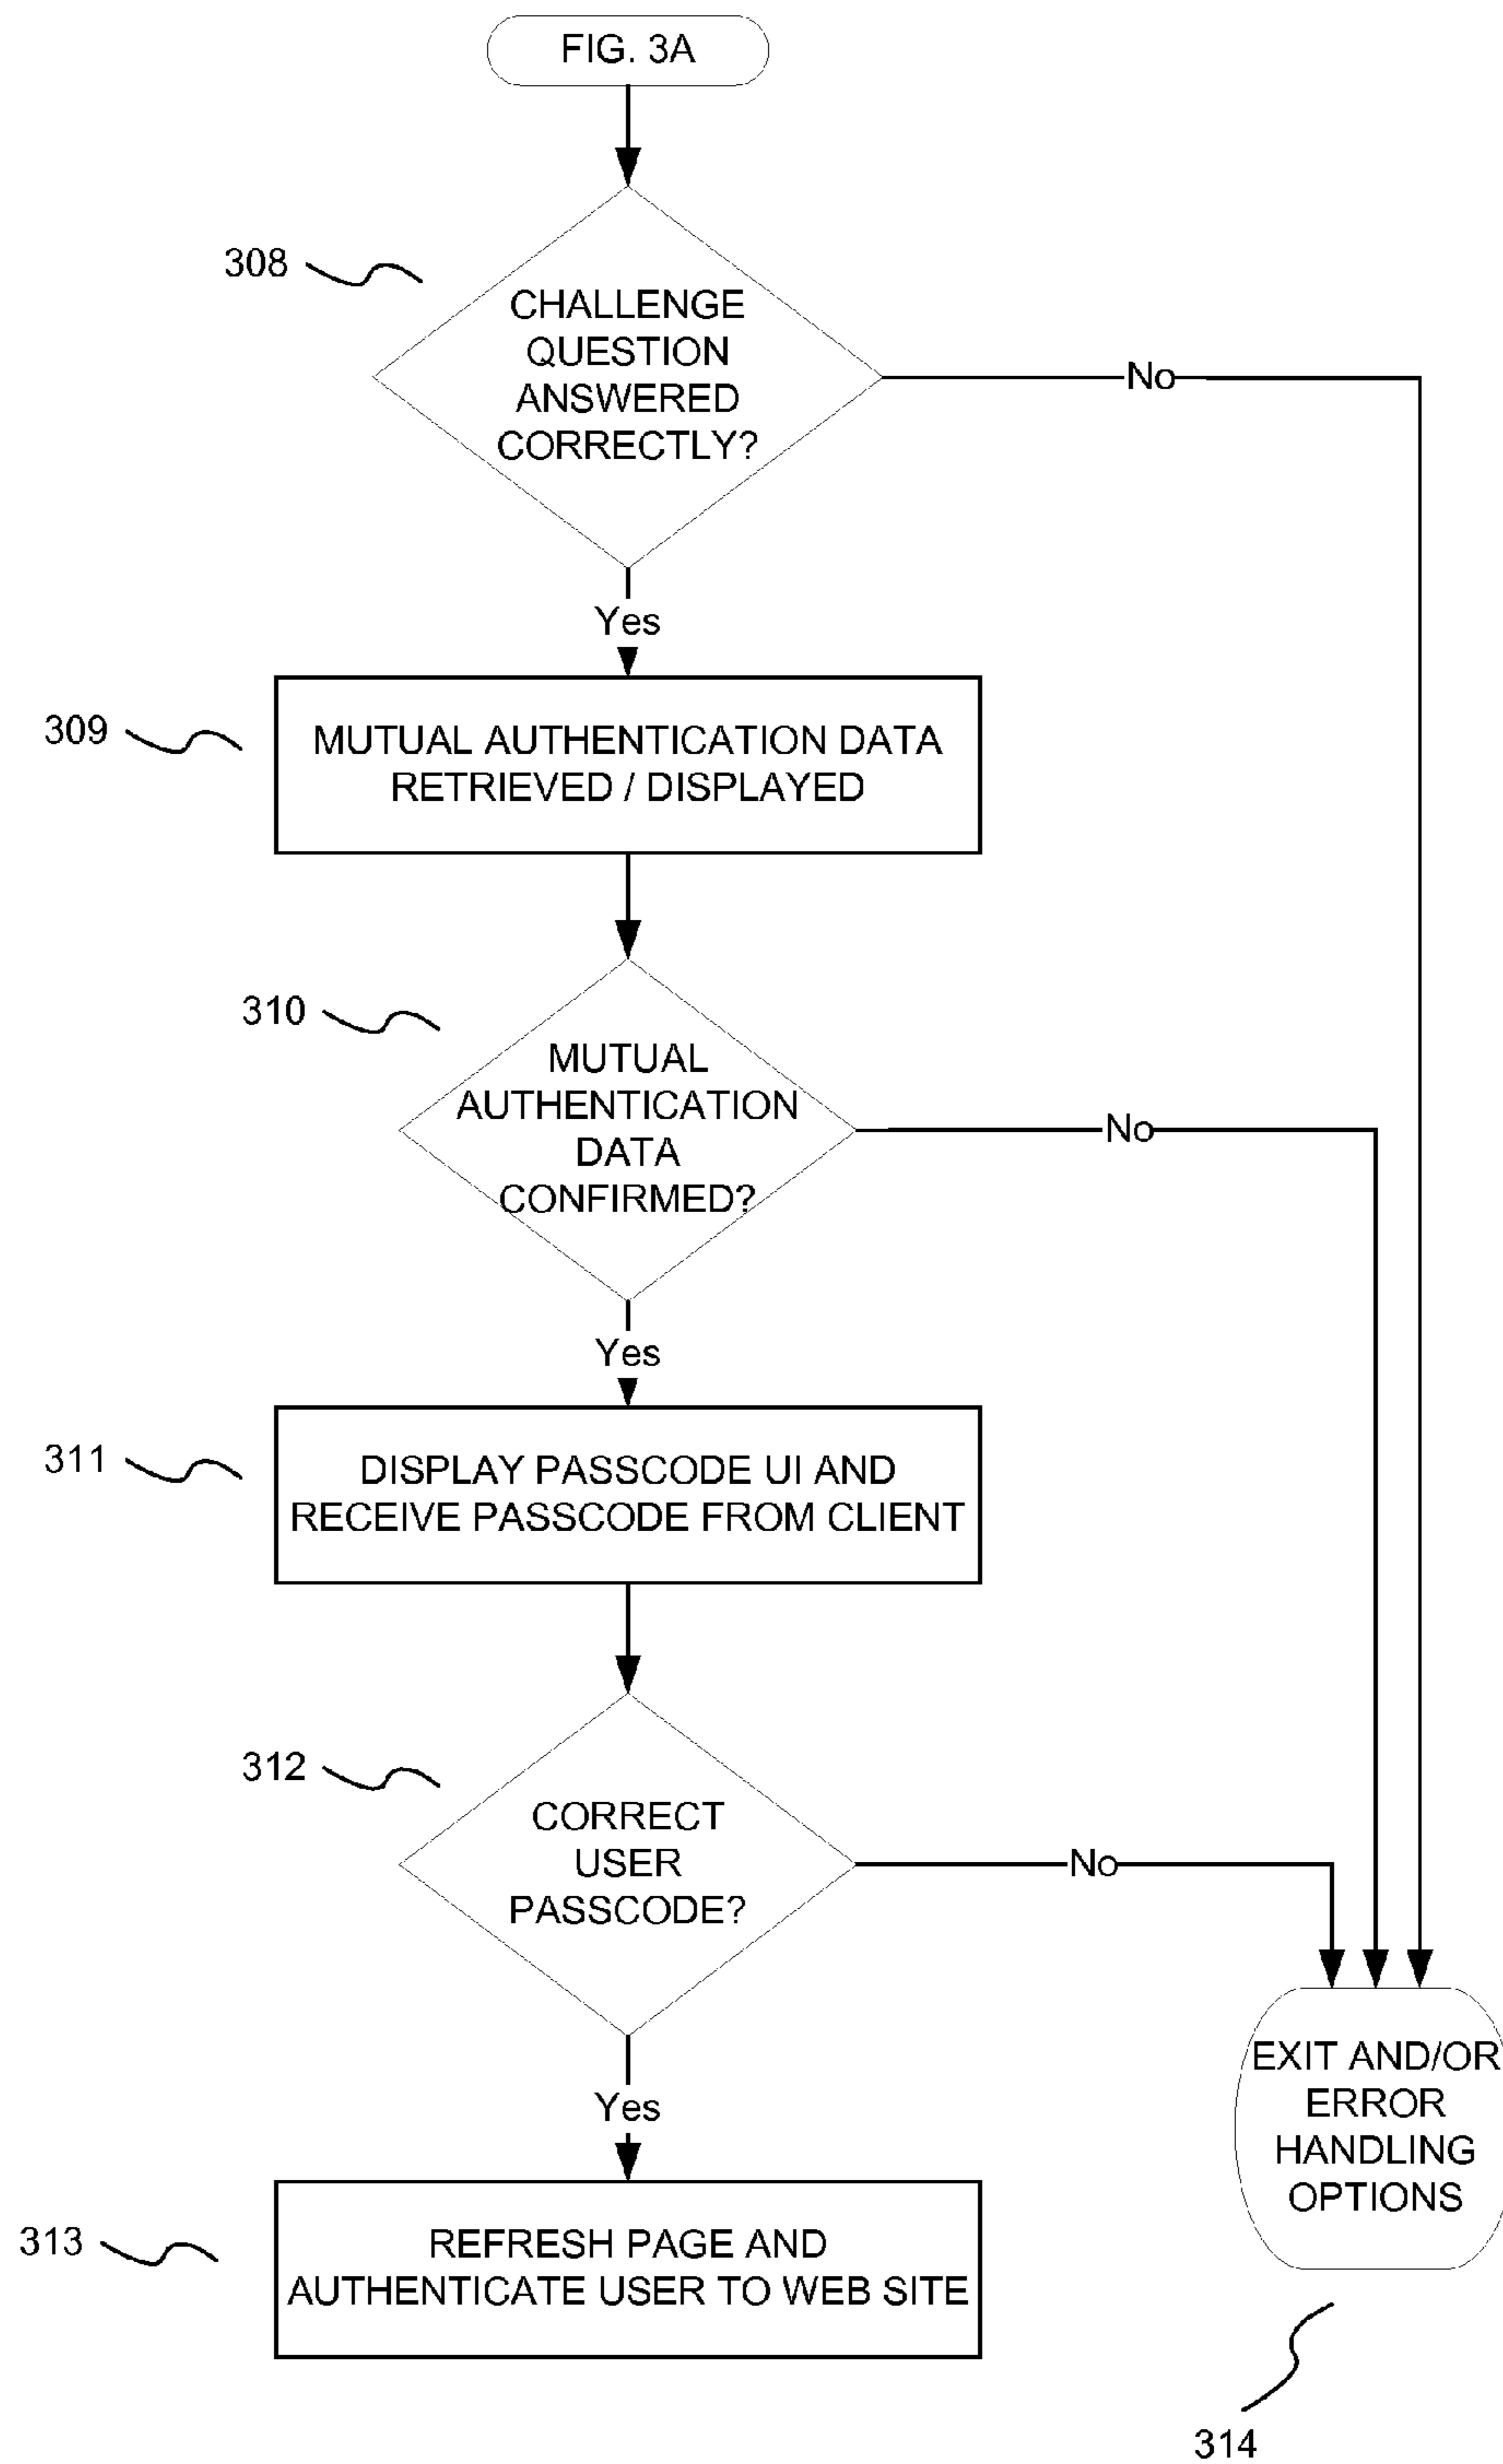 FIG. 3A
308
CHALLENGE
QUESTION
ANSWERED
CORRECTLY?
No
Yes
309
MUTUAL AUTHENTICATION DATA
RETRIEVED / DISPLAYED
310
MUTUAL
AUTHENTICATION
DATA
CONFIRMED?
No
Yes
311
DISPLAY PASSCODE UI AND
RECEIVE PASSCODE FROM CLIENT
312
CORRECT
USER
PASSCODE?
No
Yes
EXIT AND/OR
ERROR
HANDLING
OPTIONS
313
REFRESH PAGE AND
AUTHENTICATE USER TO WEB SITE
314